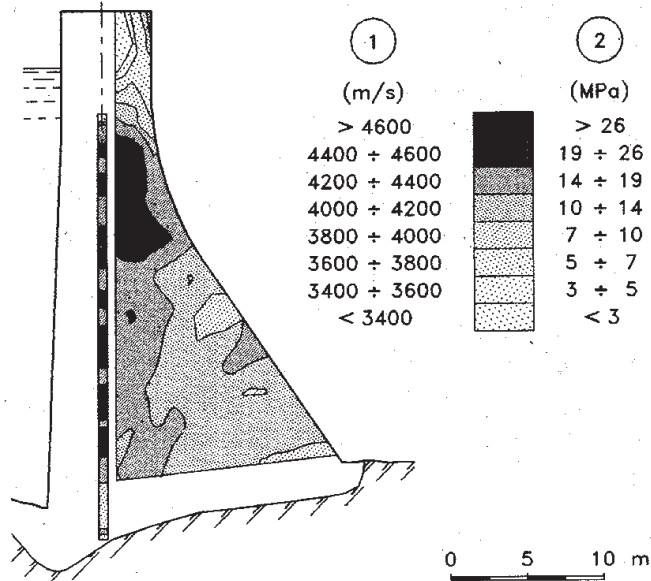 1 2
(m/s) (MPa)
> 4600 > 26
4400 ÷ 4600 19 ÷ 26
4200 ÷ 4400 14 ÷ 19
4000 ÷ 4200 10 ÷ 14
3800 ÷ 4000 7 ÷ 10
3600 ÷ 3800 5 ÷ 7
3400 ÷ 3600 3 ÷ 5
< 3400 < 3
0 5 10 m